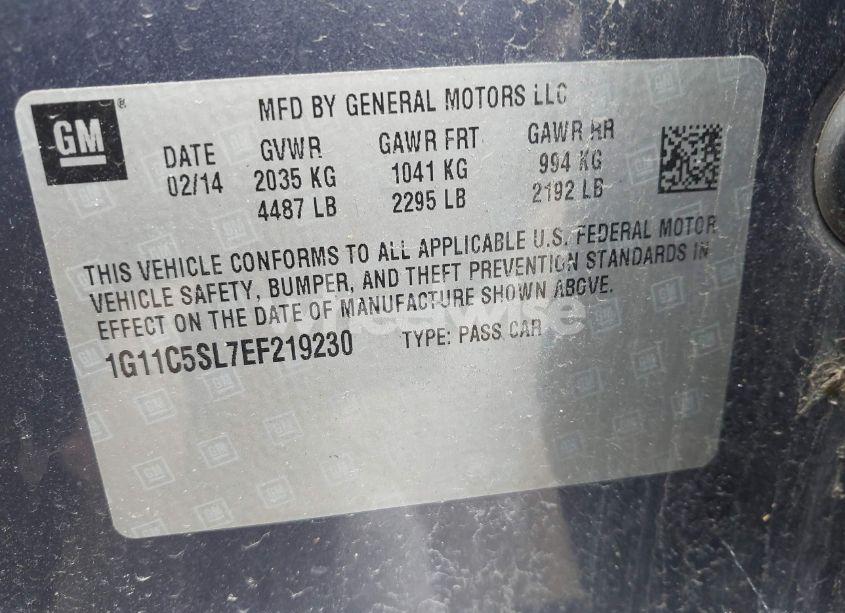 GM®
MFD BY GENERAL MOTORS LLC
DATE GVWR GAWR FRT GAWR RR
02/14 2035 KG 1041 KG 994 KG
4487 LB 2295 LB 2192 LB
THIS VEHICLE CONFORMS TO ALL APPLICABLE U.S. FEDERAL MOTOR
VEHICLE SAFETY, BUMPER, AND THEFT PREVENTION STANDARDS IN
EFFECT ON THE DATE OF MANUFACTURE SHOWN ABOVE.
1G11C5SL7EF219230 TYPE: PASS CAR